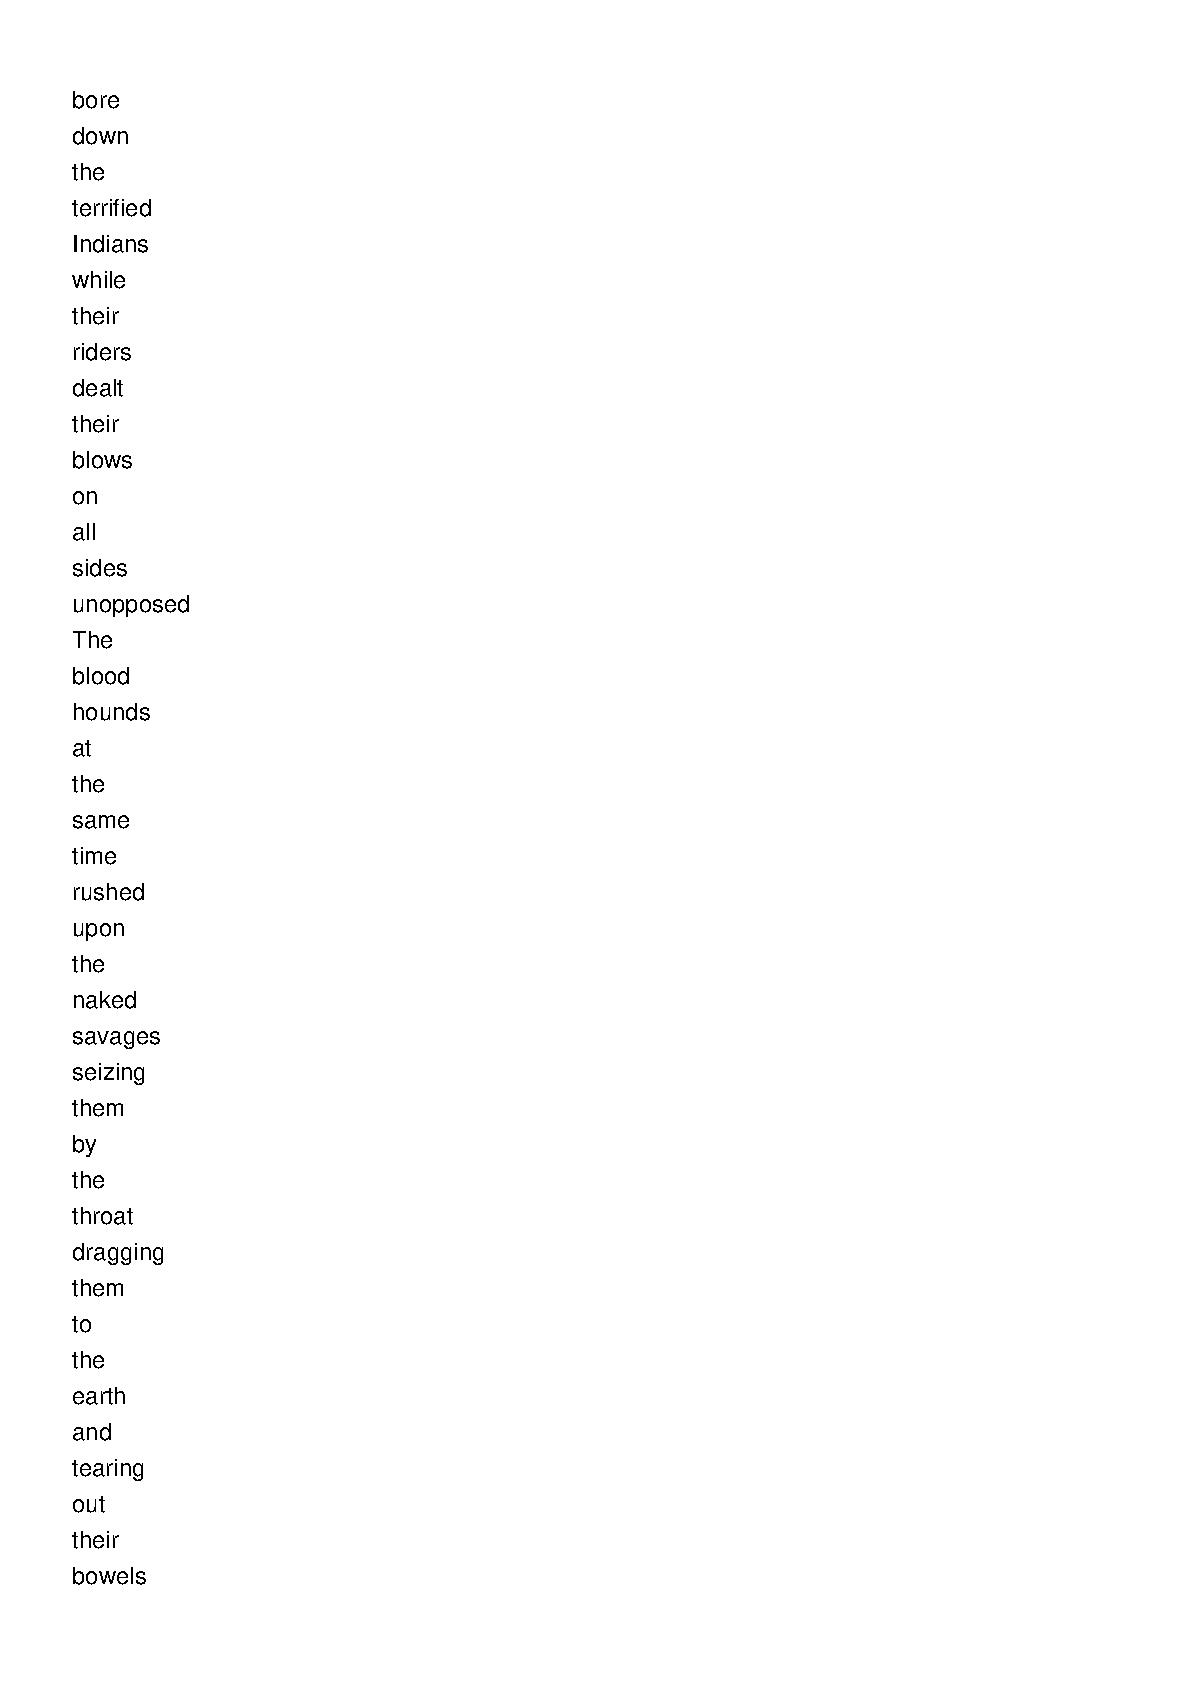 bore
down
the
terrified
Indians
while
their
riders
dealt
their
blows
on
all
sides
unopposed
The
blood
hounds
at
the
same
time
rushed
upon
the
naked
savages
seizing
them
by
the
throat
dragging
them
to
the
earth
and
tearing
out
their
bowels